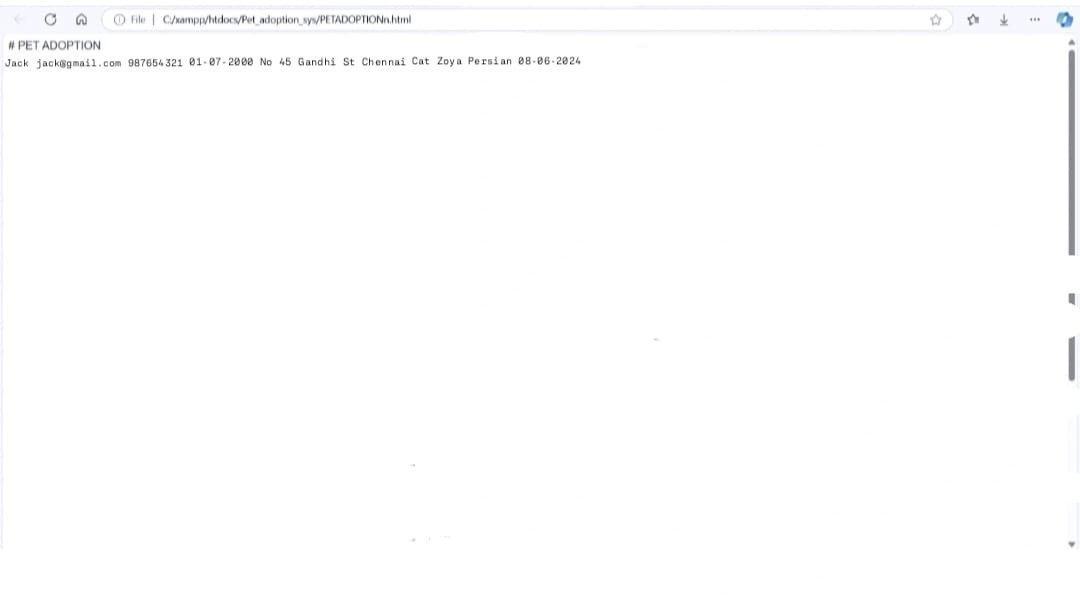 File | C:/xampp/htdocs/Pet_adoption_sys/PETADOPTIONn.html
# PET ADOPTION
Jack jack@gmail.com 987654321 01-07-2000 No 45 Gandhi St Chennai Cat Zoya Persian 08-06-2024